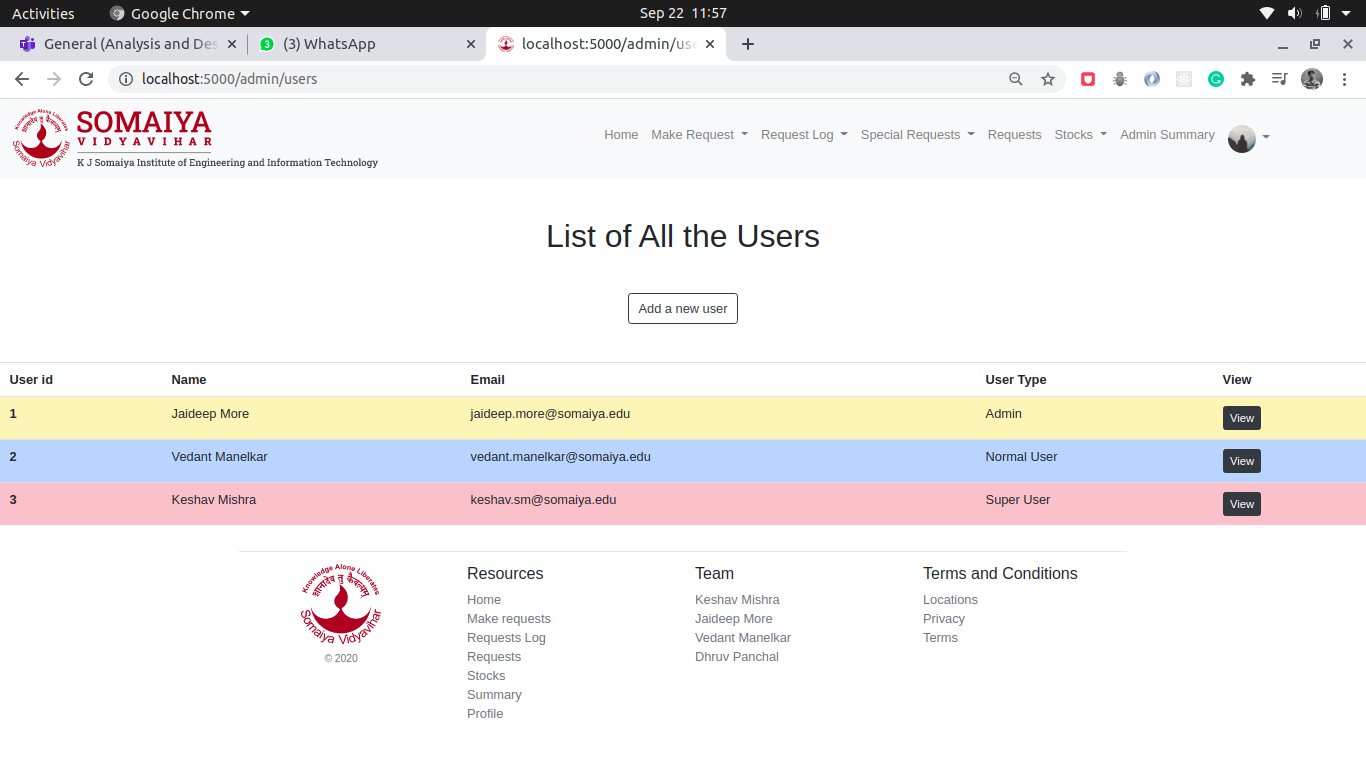 Activities Google Chrome Sep 22 11:57
General (Analysis and Des (3) WhatsApp localhost:5000/admin/use
localhost:5000/admin/users
Knowledge Alone Liberates
ज्ञानादेव तु कैवल्यम्
Somaiya Vidyavihar
SOMAIYA
VIDYAVIHAR
K J Somaiya Institute of Engineering and Information Technology
Home Make Request Request Log Special Requests Requests Stocks Admin Summary
List of All the Users
Add a new user
User id Name Email User Type View
1 Jaideep More jaideep.more@somaiya.edu Admin View
2 Vedant Manelkar vedant.manelkar@somaiya.edu Normal User View
3 Keshav Mishra keshav.sm@somaiya.edu Super User View
Knowledge Alone Liberates
ज्ञानादेव तु कैवल्यम्
Somaiya Vidyavihar
© 2020
Resources
Home
Make requests
Requests Log
Requests
Stocks
Summary
Profile
Team
Keshav Mishra
Jaideep More
Vedant Manelkar
Dhruv Panchal
Terms and Conditions
Locations
Privacy
Terms